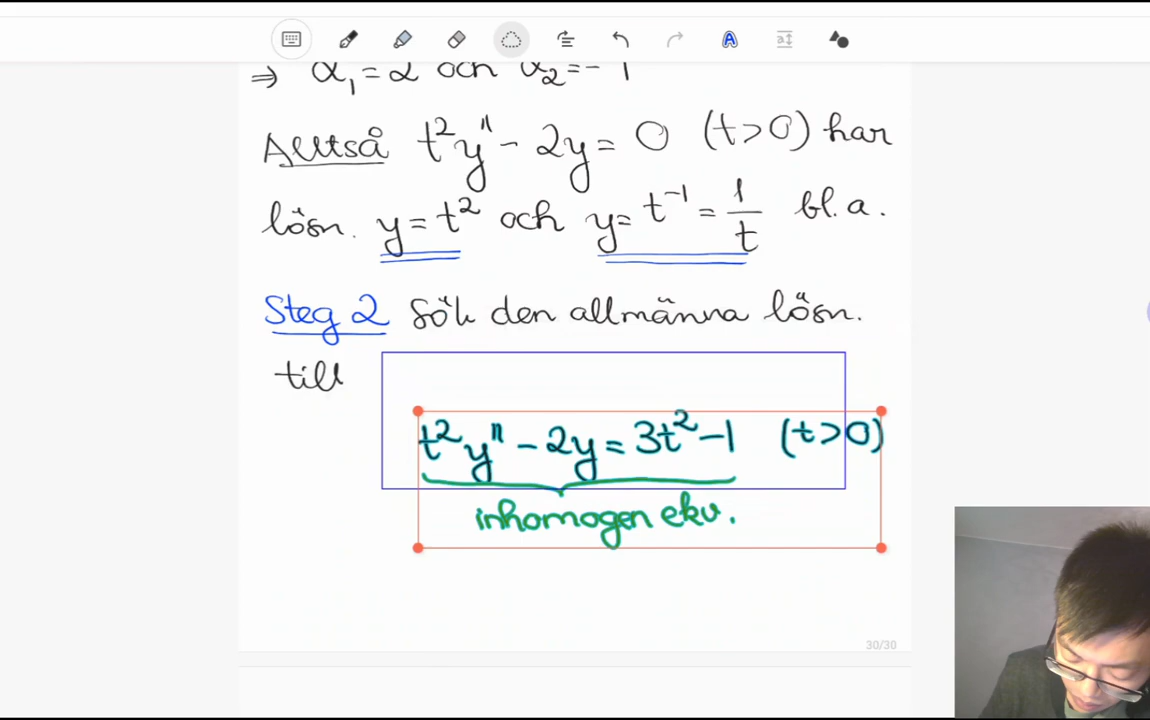 ⇒ α₁ = 2 och α₂ = -1
Alltså t²y'' - 2y = 0 (t>0) har
lösn. y = t² och y = t⁻¹ = 1/t bl.a.
Steg 2 Sök den allmänna lösn.
till
t²y'' - 2y = 3t² - 1 (t>0)
inhomogen ekv.
30/30